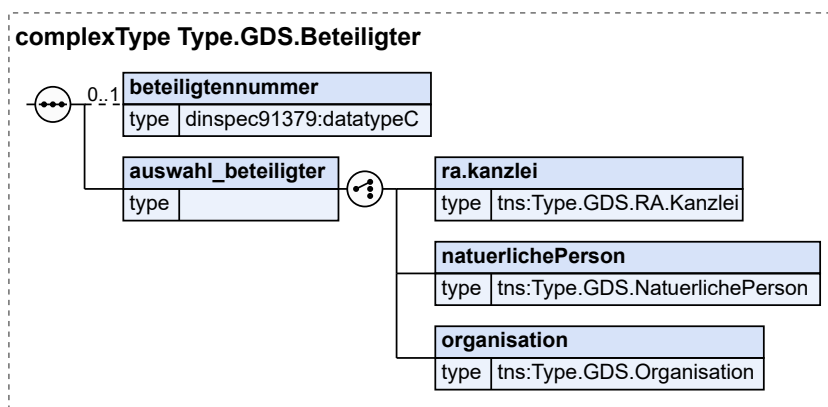 complexType Type.GDS.Beteiligter
0..1
beteiligtennummer
type dinspec91379:datatypeC
auswahl_beteiligter
type
ra.kanzlei
type tns:Type.GDS.RA.Kanzlei
natuerlichePerson
type tns:Type.GDS.NatuerlichePerson
organisation
type tns:Type.GDS.Organisation